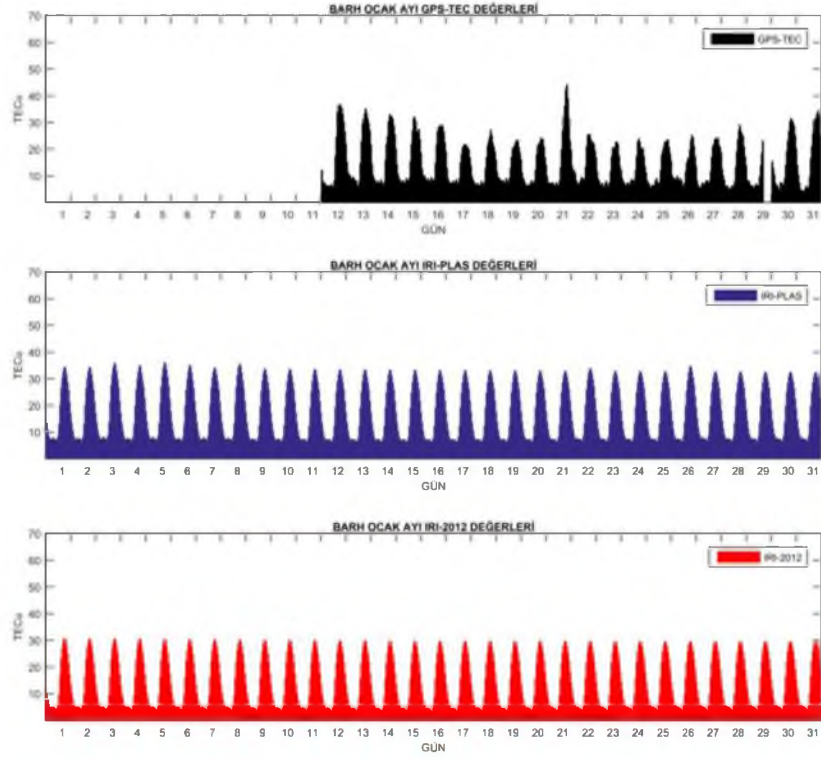 BARH OCAK AYI GPS-TEC DEĞERLERİ
70
60
50
40
30
20
10
TECu
GPS-TEC
1 2 3 4 5 6 7 8 9 10 11 12 13 14 15 16 17 18 19 20 21 22 23 24 25 26 27 28 29 30 31
GÜN
BARH OCAK AYI IRI-PLAS DEĞERLERİ
70
60
50
40
30
20
10
TECu
IRI-PLAS
1 2 3 4 5 6 7 8 9 10 11 12 13 14 15 16 17 18 19 20 21 22 23 24 25 26 27 28 29 30 31
GÜN
BARH OCAK AYI IRI-2012 DEĞERLERİ
70
60
50
40
30
20
10
TECu
IRI-2012
1 2 3 4 5 6 7 8 9 10 11 12 13 14 15 16 17 18 19 20 21 22 23 24 25 26 27 28 29 30 31
GÜN